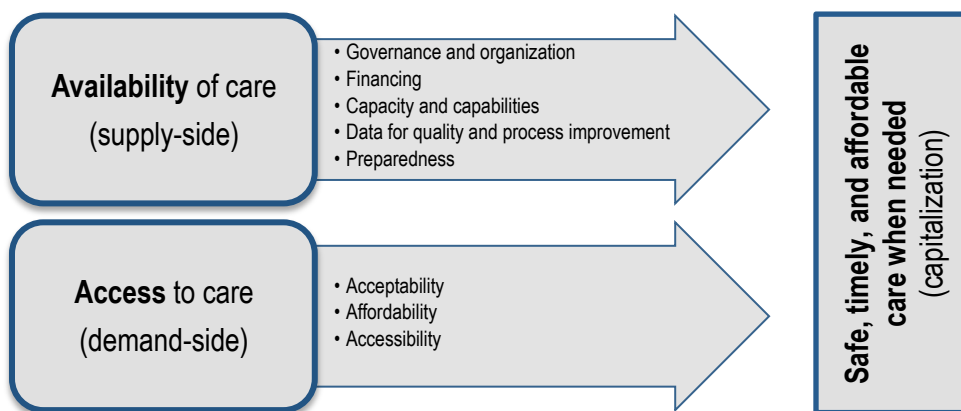 Availability of care
(supply-side)
• Governance and organization
• Financing
• Capacity and capabilities
• Data for quality and process improvement
• Preparedness
Access to care
(demand-side)
• Acceptability
• Affordability
• Accessibility
Safe, timely, and affordable
care when needed
(capitalization)